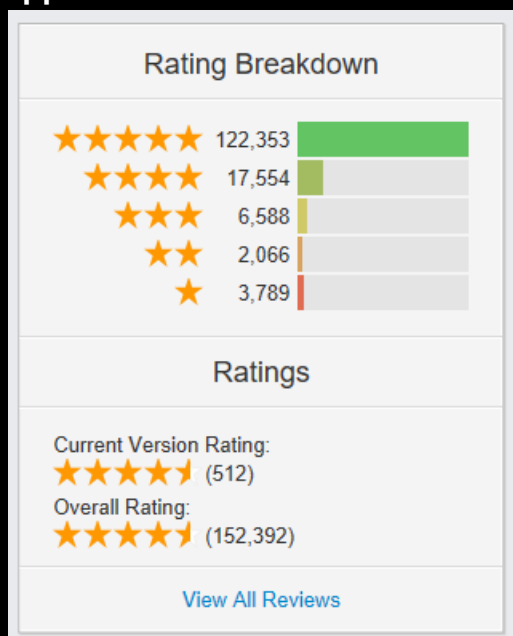 Rating Breakdown
122,353
17,554
6,588
2,066
3,789
Ratings
Current Version Rating:
(512)
Overall Rating:
(152,392)
View All Reviews